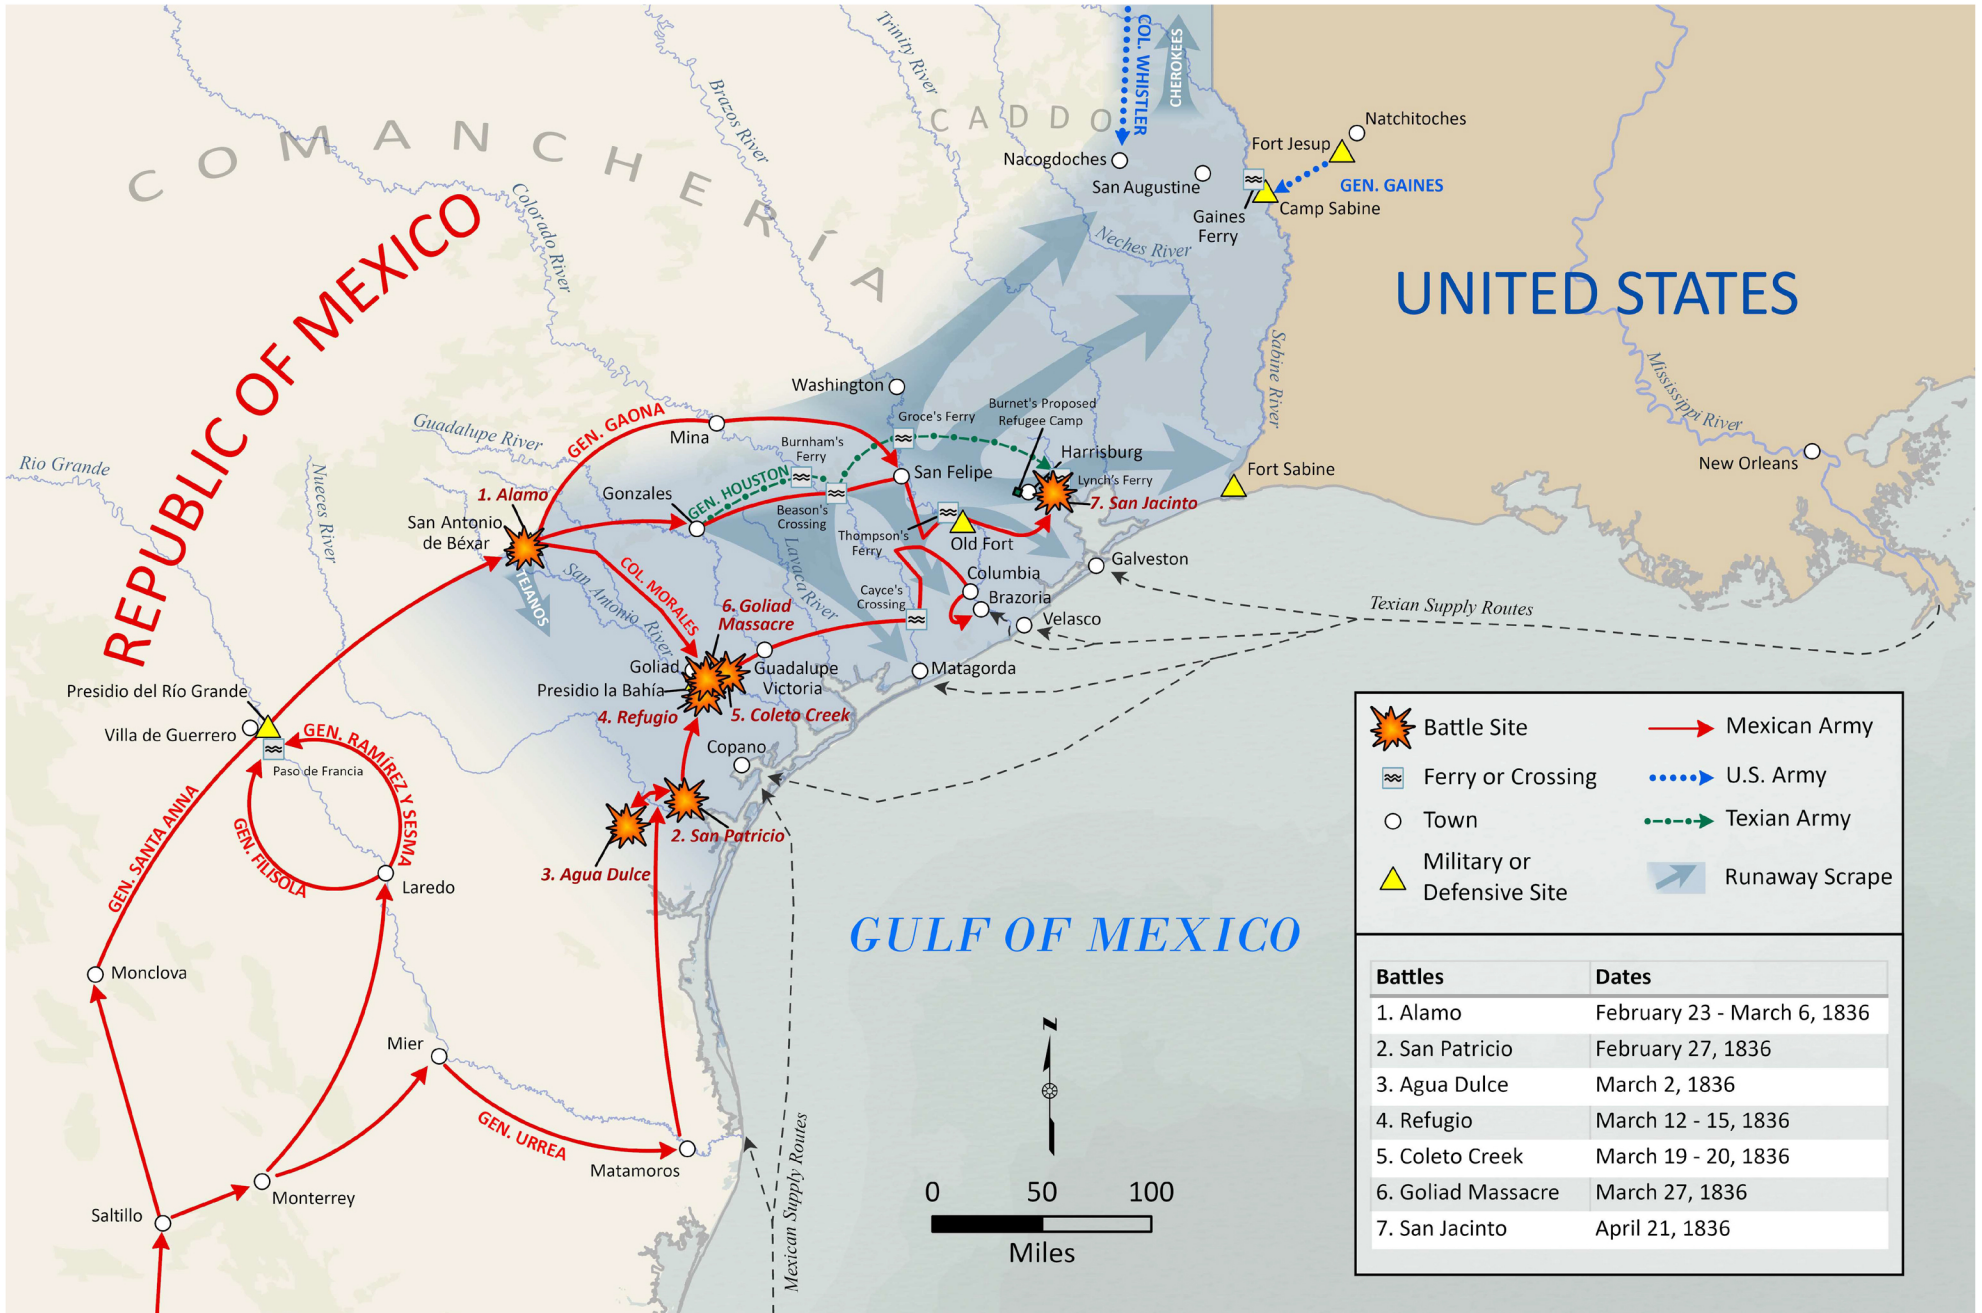 COL. WHISTLER
CHEROKEES
Trinity River
Brazos River
CADDO
COMANCHERÍA
Natchitoches
Fort Jesup
GEN. GAINES
Nacogdoches
San Augustine
Camp Sabine
Gaines
Ferry
Neches River
Colorado River
REPUBLIC OF MEXICO
UNITED STATES
Sabine River
Mississippi River
New Orleans
Washington
Groce's Ferry
Burnet's Proposed
Refugee Camp
Harrisburg
Lynch's Ferry
7. San Jacinto
Fort Sabine
GEN. GAONA
Mina
Burnham's
Ferry
San Felipe
Guadalupe River
Rio Grande
Nueces River
1. Alamo
Gonzales
GEN. HOUSTON
Beason's
Crossing
San Antonio
de Béxar
Thompson's
Ferry
Old Fort
Galveston
TEJANOS
San Antonio River
COL. MORALES
Lavaca River
Columbia
Cayce's
Crossing
Brazoria
Velasco
Texian Supply Routes
6. Goliad
Massacre
Goliad
Guadalupe
Victoria
Matagorda
Presidio la Bahía
4. Refugio
5. Coleto Creek
Presidio del Río Grande
Villa de Guerrero
GEN. RAMÍREZ Y SESMA
Paso de Francia
Copano
GEN. SANTA ANNA
GEN. FILISOLA
2. San Patricio
3. Agua Dulce
Laredo
Monclova
GULF OF MEXICO
Mier
GEN. URREA
Matamoros
Monterrey
Saltillo
Mexican Supply Routes
N
0 50 100
Miles
Battle Site
Mexican Army
Ferry or Crossing
U.S. Army
Town
Texian Army
Military or
Defensive Site
Runaway Scrape
Battles Dates
1. Alamo February 23 - March 6, 1836
2. San Patricio February 27, 1836
3. Agua Dulce March 2, 1836
4. Refugio March 12 - 15, 1836
5. Coleto Creek March 19 - 20, 1836
6. Goliad Massacre March 27, 1836
7. San Jacinto April 21, 1836